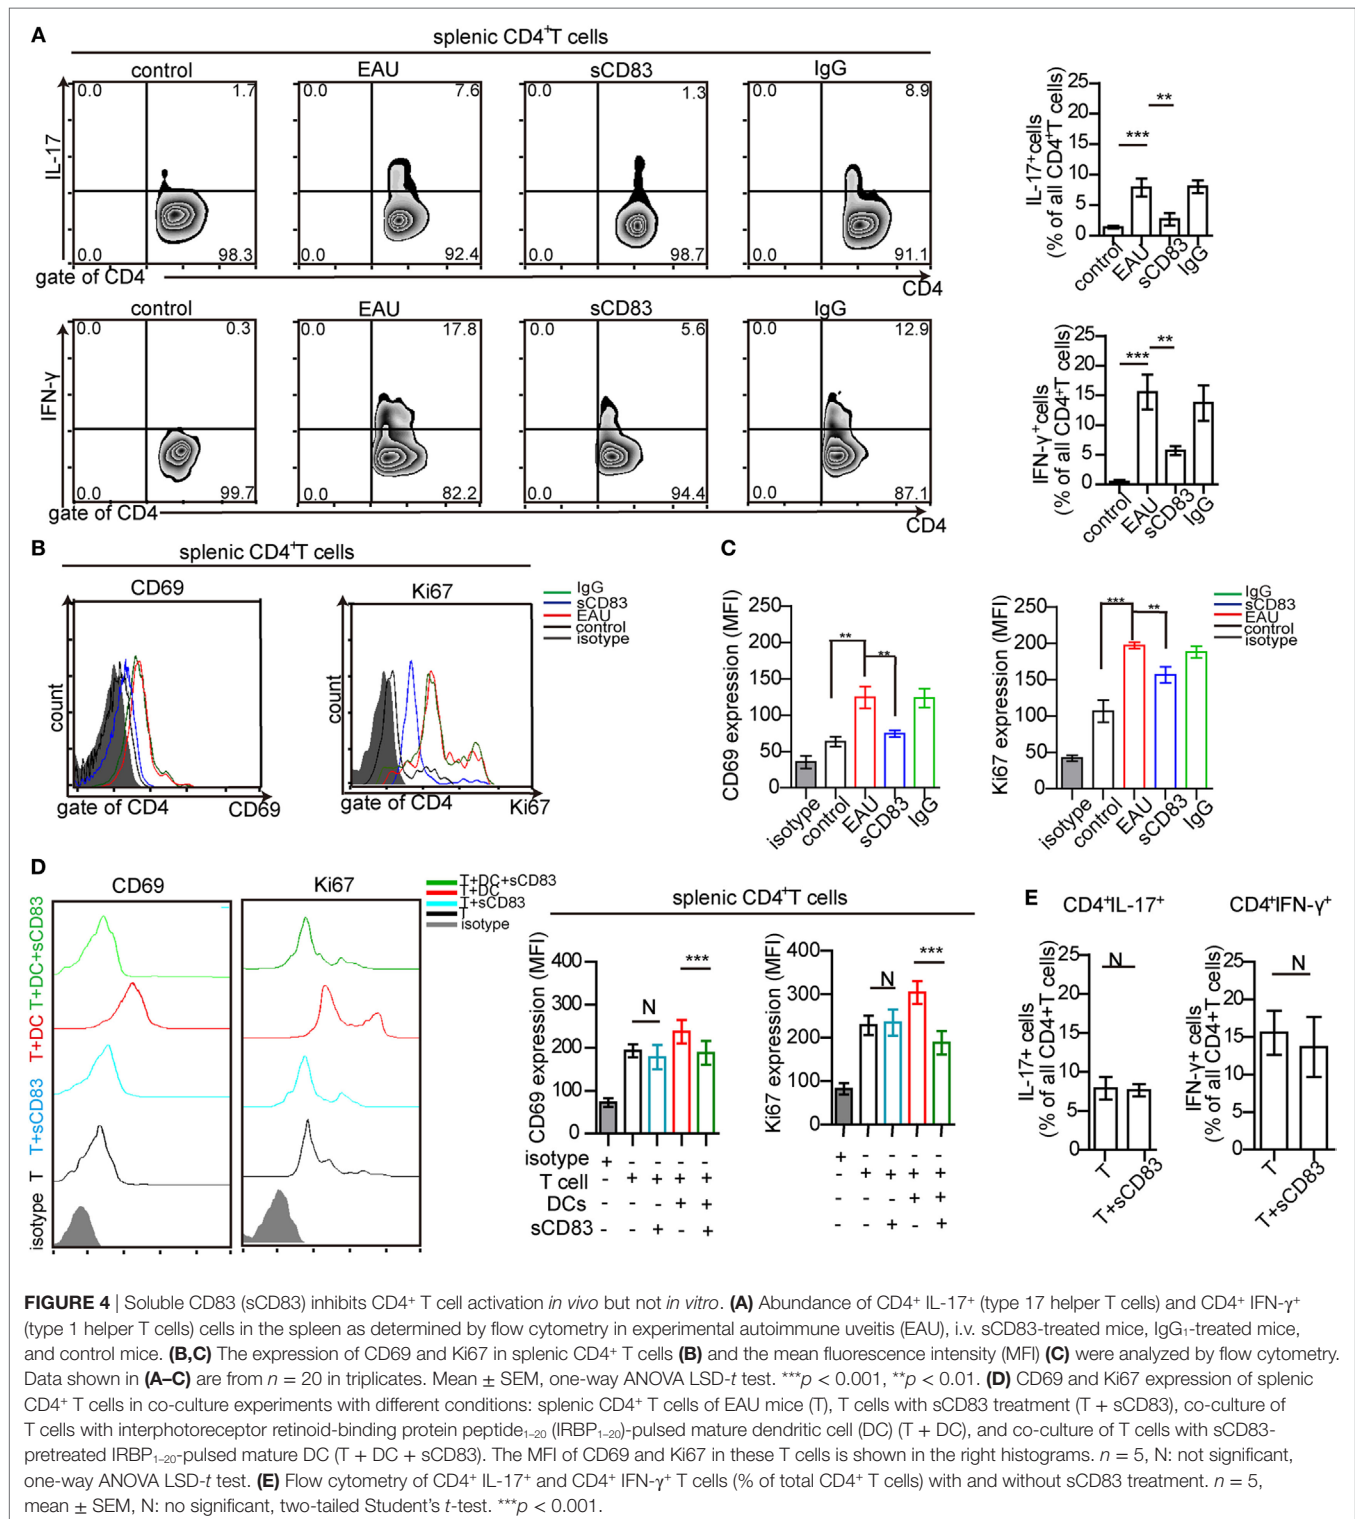 A
splenic CD4+T cells
control
EAU
sCD83
IgG
IL-17
0.0 1.7
0.0 98.3
0.0 7.6
0.0 92.4
0.0 1.3
0.0 98.7
0.0 8.9
0.0 91.1
gate of CD4
CD4
IL-17+cells
(% of all CD4+T cells)
25
20
15
10
5
0
***
**
control
EAU
sCD83
IgG
control
EAU
sCD83
IgG
IFN-γ
0.0 0.3
0.0 99.7
0.0 17.8
0.0 82.2
0.0 5.6
0.0 94.4
0.0 12.9
0.0 87.1
gate of CD4
CD4
IFN-γ+cells
(% of all CD4+T cells)
25
20
15
10
5
0
***
**
control
EAU
sCD83
IgG
B
splenic CD4+T cells
CD69
count
gate of CD4
CD69
Ki67
count
gate of CD4
Ki67
IgG
sCD83
EAU
control
isotype
C
CD69 expression (MFI)
250
200
150
100
50
0
**
**
isotype
control
EAU
sCD83
IgG
Ki67 expression (MFI)
250
200
150
100
50
0
***
**
isotype
control
EAU
sCD83
IgG
IgG
sCD83
EAU
control
isotype
D
CD69
Ki67
T+DC+sCD83
T+DC
T+sCD83
T
isotype
T+DC+sCD83
T+DC
T+sCD83
T
isotype
splenic CD4+T cells
CD69 expression (MFI)
400
300
200
100
0
N
***
isotype + - - - -
T cell - + + + +
DCs - - - + +
sCD83 - - + - +
Ki67 expression (MFI)
400
300
200
100
0
N
***
+ - - - -
- + + + +
- - - + +
- - + - +
E
CD4+IL-17+
IL-17+ cells
(% of all CD4+T cells)
25
20
15
10
5
0
N
T
T+sCD83
CD4+IFN-γ+
IFN-γ+ cells
(% of all CD4+T cells)
25
20
15
10
5
0
N
T
T+sCD83
FIGURE 4 | Soluble CD83 (sCD83) inhibits CD4+ T cell activation in vivo but not in vitro. (A) Abundance of CD4+ IL-17+ (type 17 helper T cells) and CD4+ IFN-γ+
(type 1 helper T cells) cells in the spleen as determined by flow cytometry in experimental autoimmune uveitis (EAU), i.v. sCD83-treated mice, IgG1-treated mice,
and control mice. (B,C) The expression of CD69 and Ki67 in splenic CD4+ T cells (B) and the mean fluorescence intensity (MFI) (C) were analyzed by flow cytometry.
Data shown in (A–C) are from n = 20 in triplicates. Mean ± SEM, one-way ANOVA LSD-t test. ***p < 0.001, **p < 0.01. (D) CD69 and Ki67 expression of splenic
CD4+ T cells in co-culture experiments with different conditions: splenic CD4+ T cells of EAU mice (T), T cells with sCD83 treatment (T + sCD83), co-culture of
T cells with interphotoreceptor retinoid-binding protein peptide1–20 (IRBP1–20)-pulsed mature dendritic cell (DC) (T + DC), and co-culture of T cells with sCD83-
pretreated IRBP1–20-pulsed mature DC (T + DC + sCD83). The MFI of CD69 and Ki67 in these T cells is shown in the right histograms. n = 5, N: not significant,
one-way ANOVA LSD-t test. (E) Flow cytometry of CD4+ IL-17+ and CD4+ IFN-γ+ T cells (% of total CD4+ T cells) with and without sCD83 treatment. n = 5,
mean ± SEM, N: no significant, two-tailed Student's t-test. ***p < 0.001.